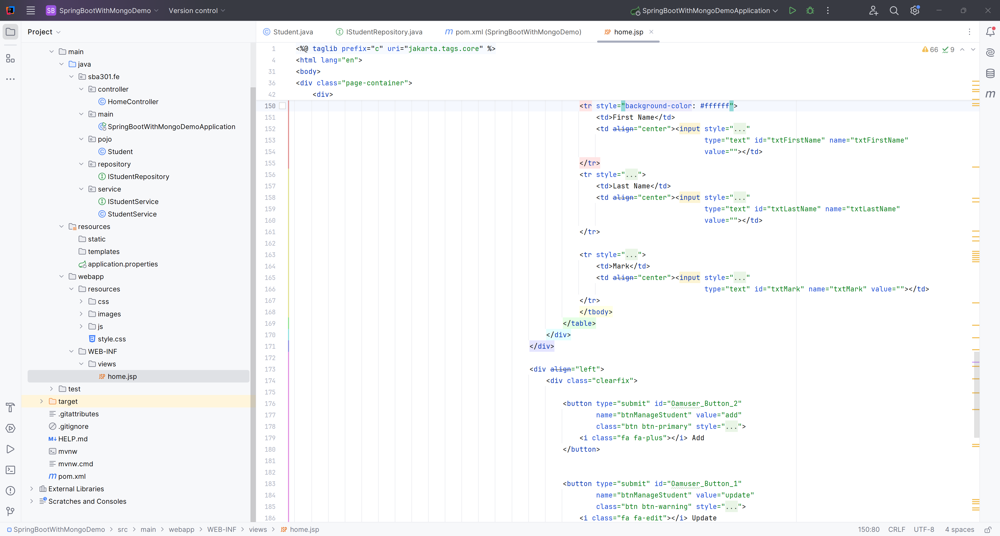 SB SpringBootWithMongoDemo Version control SpringBootWithMongoDemoApplication
Project
main
java
sba301.fe
controller
HomeController
main
SpringBootWithMongoDemoApplication
pojo
Student
repository
IStudentRepository
service
IStudentService
StudentService
resources
static
templates
application.properties
webapp
resources
css
images
js
style.css
WEB-INF
views
JSP home.jsp
test
target
.gitattributes
.gitignore
M↓ HELP.md
mvnw
mvnw.cmd
m pom.xml
External Libraries
Scratches and Consoles
Student.java IStudentRepository.java m pom.xml (SpringBootWithMongoDemo) JSP home.jsp
66 9
1 <%@ taglib prefix="c" uri="jakarta.tags.core" %>
4 <html lang="en">
31 <body>
36 <div class="page-container">
42 <div>
150 <tr style="background-color: #ffffff">
151 <td>First Name</td>
152 <td align="center"><input style="..."
153 type="text" id="txtFirstName" name="txtFirstName"
154 value=""></td>
155 </tr>
156 <tr style="...">
157 <td>Last Name</td>
158 <td align="center"><input style="..."
159 type="text" id="txtLastName" name="txtLastName"
160 value=""></td>
161 </tr>
162
163 <tr style="...">
164 <td>Mark</td>
165 <td align="center"><input style="..."
166 type="text" id="txtMark" name="txtMark" value=""></td>
167 </tr>
168 </tbody>
169 </table>
170 </div>
171 </div>
172
173 <div align="left">
174 <div class="clearfix">
175
176 <button type="submit" id="Oamuser_Button_2"
177 name="btnManageStudent" value="add"
178 class="btn btn-primary" style="...">
179 <i class="fa fa-plus"></i> Add
180 </button>
181
182
183 <button type="submit" id="Oamuser_Button_1"
184 name="btnManageStudent" value="update"
185 class="btn btn-warning" style="...">
186 <i class="fa fa-edit"></i> Update
m
SpringBootWithMongoDemo > src > main > webapp > WEB-INF > views > JSP home.jsp 150:80 CRLF UTF-8 4 spaces